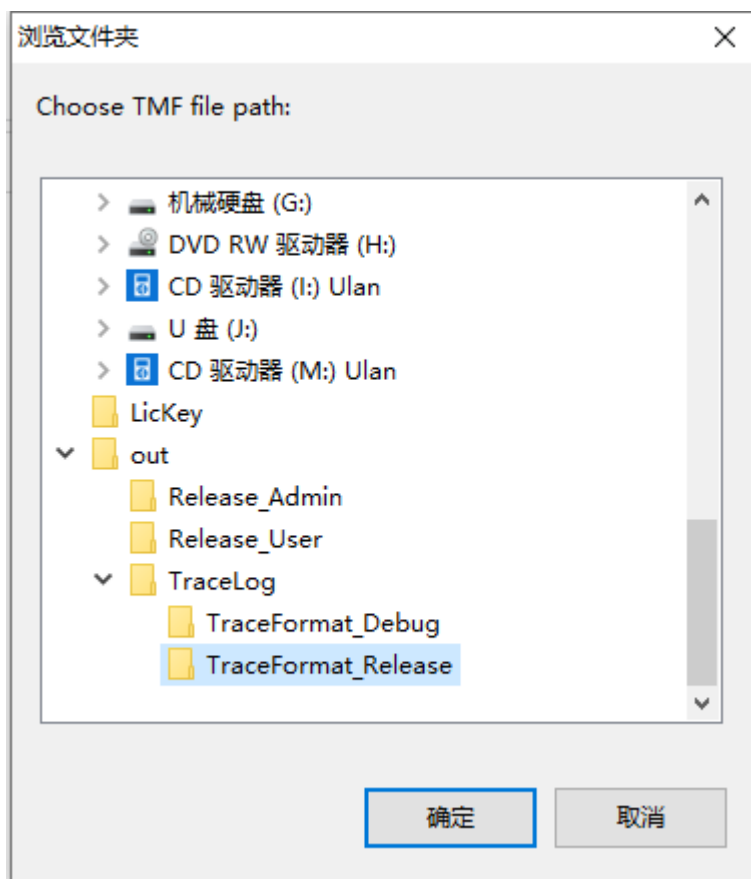 浏览文件夹
Choose TMF file path:
机械硬盘 (G:)
DVD RW 驱动器 (H:)
CD 驱动器 (I:) Ulan
U 盘 (J:)
CD 驱动器 (M:) Ulan
LicKey
out
Release_Admin
Release_User
TraceLog
TraceFormat_Debug
TraceFormat_Release
确定 取消